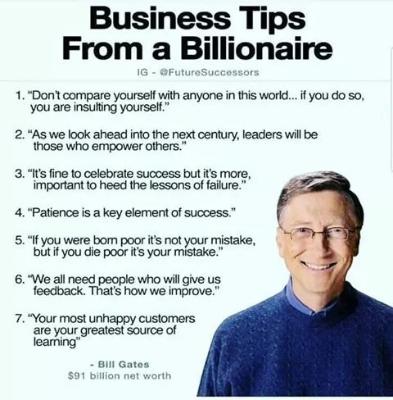 Business Tips
From a Billionaire
IG - @FutureSuccessors
1. “Don't compare yourself with anyone in this world... if you do so,
you are insulting yourself.”
2. “As we look ahead into the next century, leaders will be
those who empower others.”
3. “It's fine to celebrate success but it's more,
important to heed the lessons of failure.”
4. “Patience is a key element of success.”
5. “If you were born poor it's not your mistake,
but if you die poor it's your mistake.”
6. “We all need people who will give us
feedback. That's how we improve.”
7. “Your most unhappy customers
are your greatest source of
learning”
- Bill Gates
$91 billion net worth